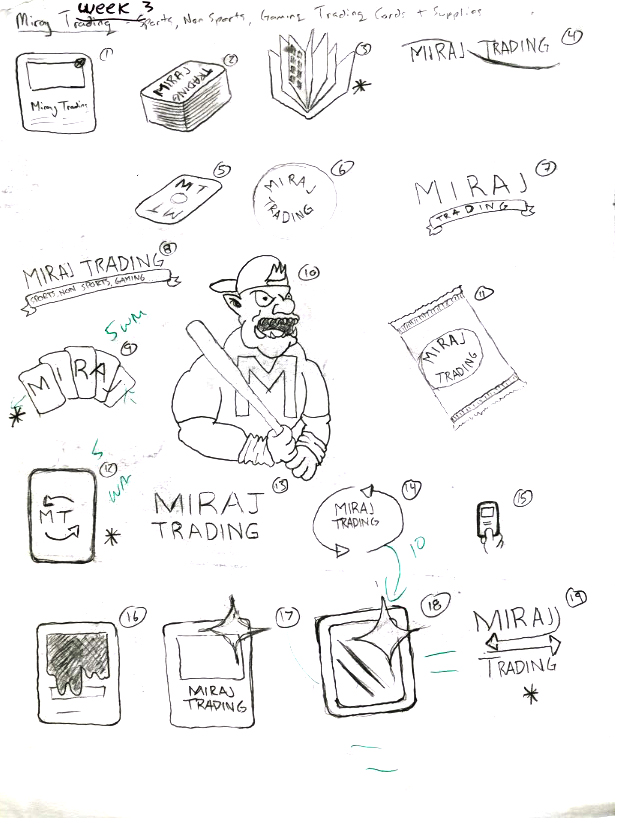 WEEK 3
Miraj Trading - Sports, Non Sports, Gaming Trading Cards + Supplies
1
Miraj Trading
2
MIRAJ
TRADING
3
4
MIRAJ TRADING
5
MT
MT
6
MIRAJ
TRADING
7
MIRAJ
TRADING
8
MIRAJ TRADING
SPORTS, NON SPORTS, GAMING
9
MIRAJ
10
M
11
MIRAJ
TRADING
12
MT
13
MIRAJ
TRADING
14
MIRAJ
TRADING
10
15
16
17
MIRAJ
TRADING
18
19
MIRAJ
TRADING